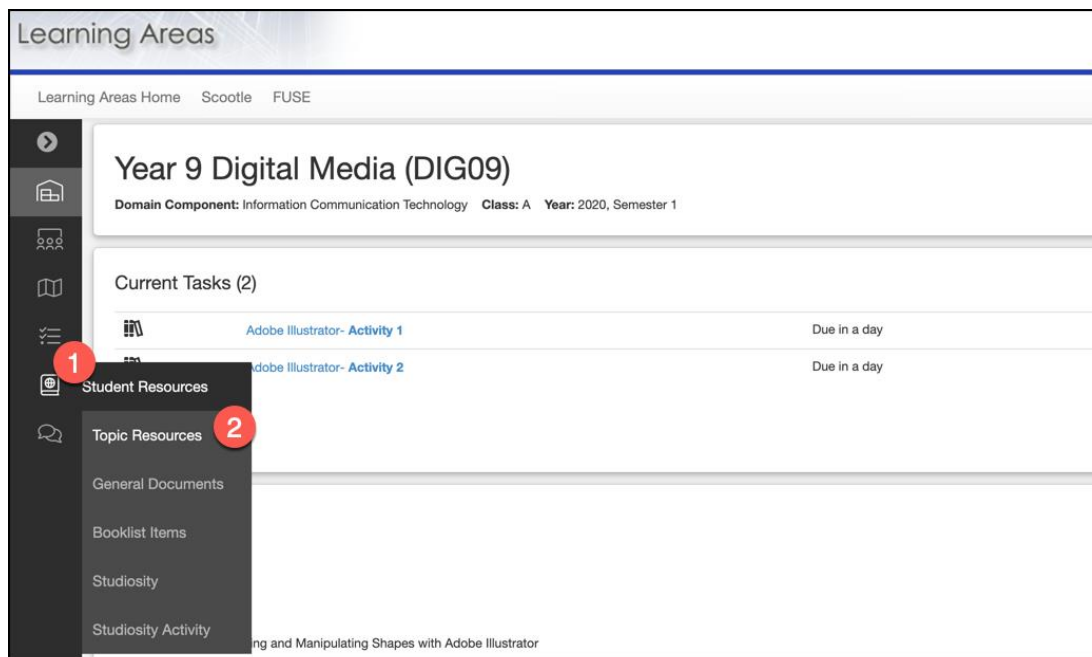 Learning Areas
Learning Areas Home Scootle FUSE
Year 9 Digital Media (DIG09)
Domain Component: Information Communication Technology Class: A Year: 2020, Semester 1
Current Tasks (2)
Adobe Illustrator- Activity 1 Due in a day
Adobe Illustrator- Activity 2 Due in a day
1
Student Resources
Topic Resources 2
General Documents
Booklist Items
Studiosity
Studiosity Activity
and Manipulating Shapes with Adobe Illustrator